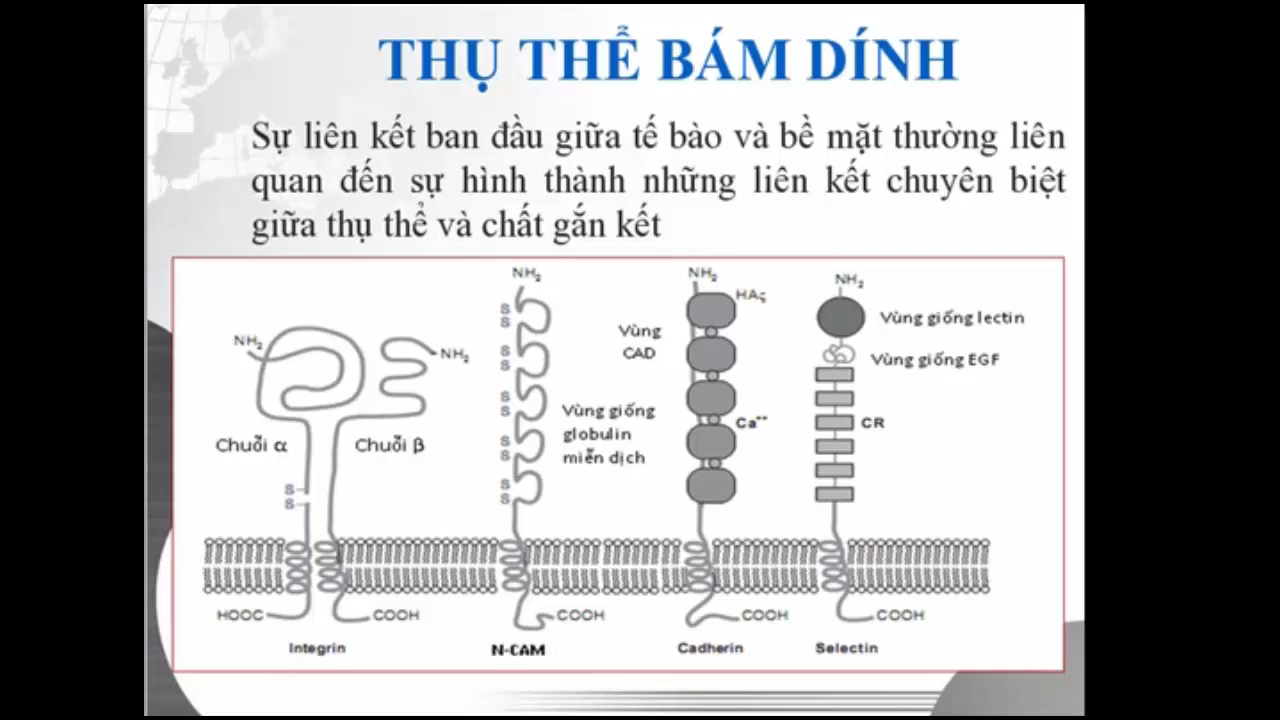 THỤ THỂ BÁM DÍNH
Sự liên kết ban đầu giữa tế bào và bề mặt thường liên
quan đến sự hình thành những liên kết chuyên biệt
giữa thụ thể và chất gắn kết
NH2
NH2
Chuỗi α
Chuỗi β
S
S
HOOC
COOH
Integrin
NH2
S
S
S
S
S
S
S
S
S
S
Vùng giống
globulin
miễn dịch
COOH
N-CAM
NH2
Vùng
CAD
Ca++
COOH
Cadherin
NH2
Vùng giống lectin
Vùng giống EGF
CR
COOH
Selectin